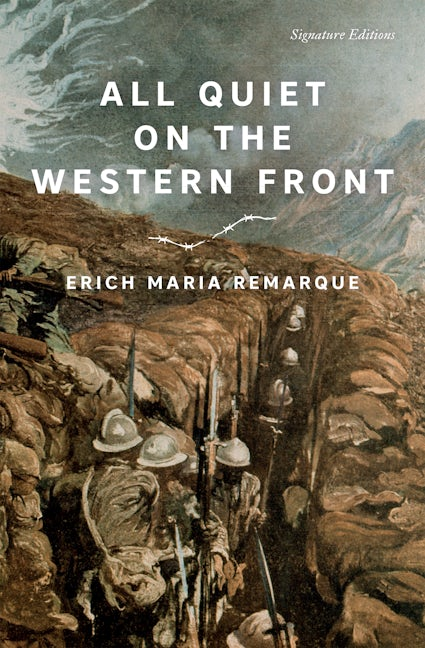 Signature Editions
ALL QUIET
ON THE
WESTERN FRONT
ERICH MARIA REMARQUE